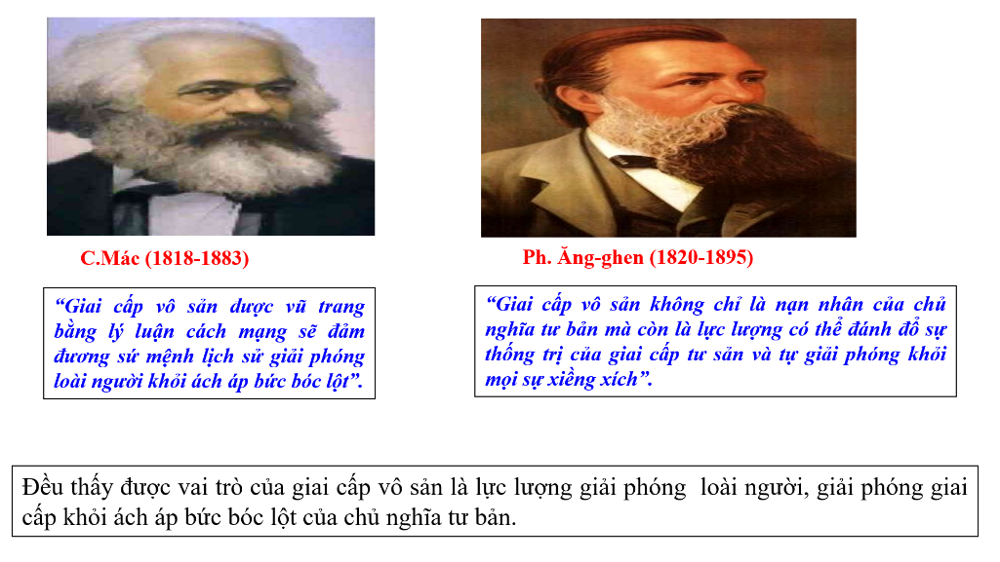 C.Mác (1818-1883)
Ph. Ăng-ghen (1820-1895)
“Giai cấp vô sản được vũ trang
bằng lý luận cách mạng sẽ đảm
đương sứ mệnh lịch sử giải phóng
loài người khỏi ách áp bức bóc lột”.
“Giai cấp vô sản không chỉ là nạn nhân của chủ
nghĩa tư bản mà còn là lực lượng có thể đánh đổ sự
thống trị của giai cấp tư sản và tự giải phóng khỏi
mọi sự xiềng xích”.
Đều thấy được vai trò của giai cấp vô sản là lực lượng giải phóng loài người, giải phóng giai
cấp khỏi ách áp bức bóc lột của chủ nghĩa tư bản.